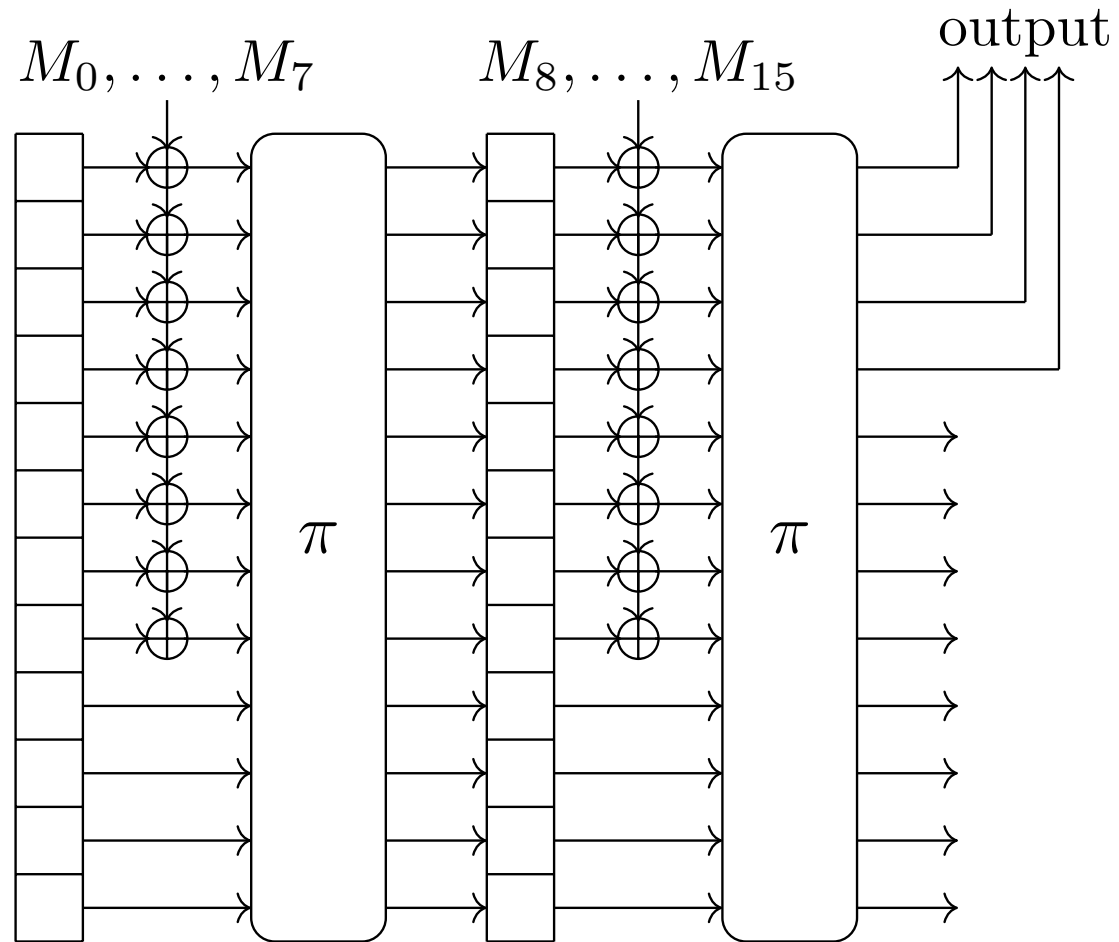 output
M₀, . . . , M₇ M₈, . . . , M₁₅
π π